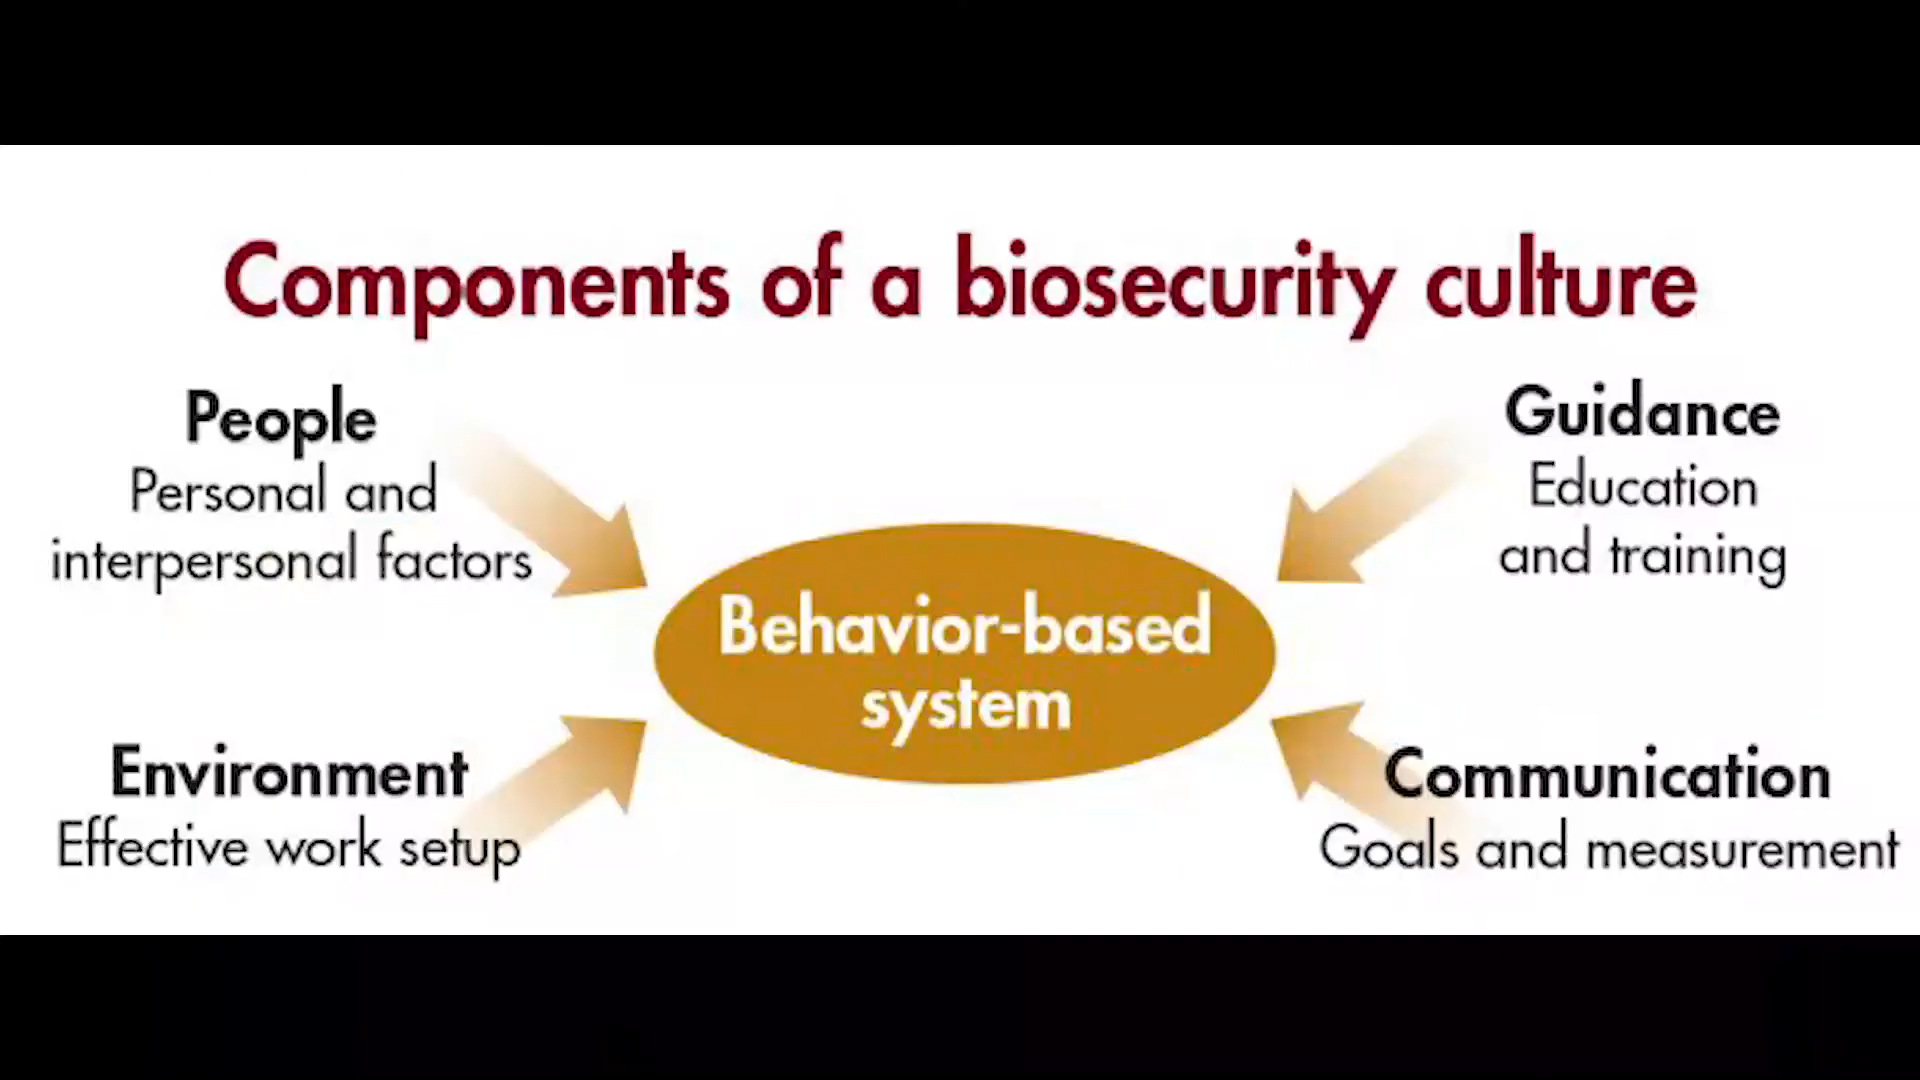 Components of a biosecurity culture
People
Personal and
interpersonal factors
Guidance
Education
and training
Behavior-based
system
Environment
Effective work setup
Communication
Goals and measurement